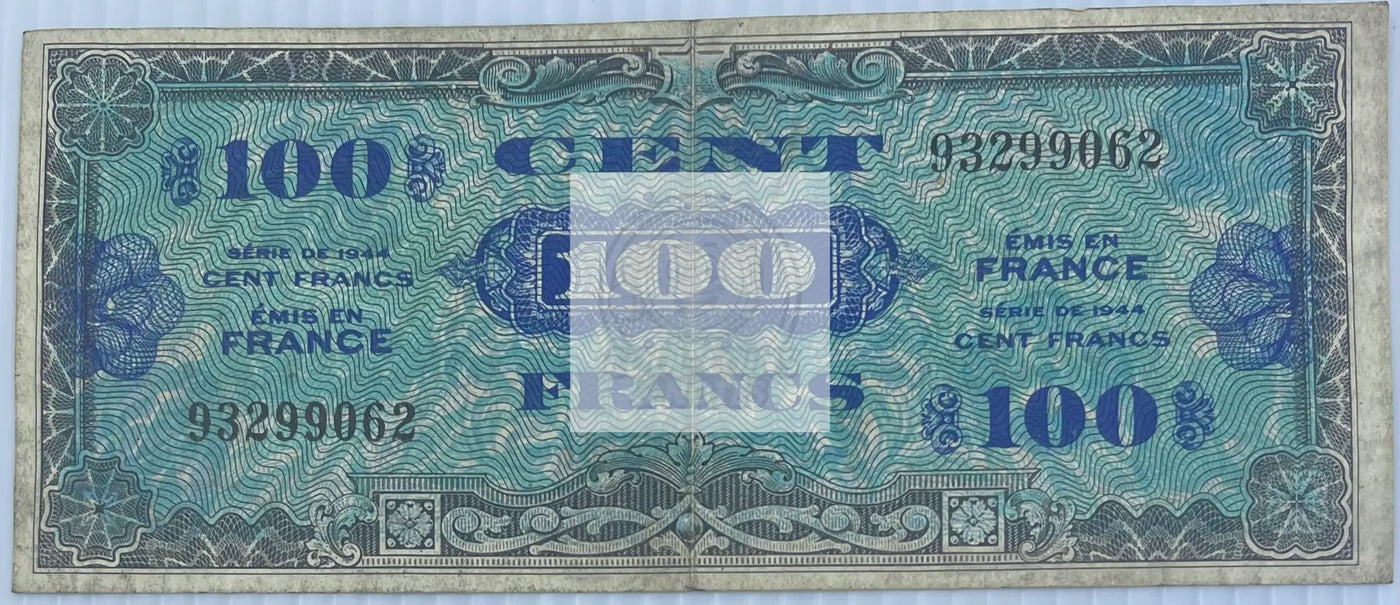 100 CENT 93299062
SÉRIE DE 1944
CENT FRANCS
ÉMIS EN
FRANCE
100
ÉMIS EN
FRANCE
SÉRIE DE 1944
CENT FRANCS
FRANCS
93299062
100